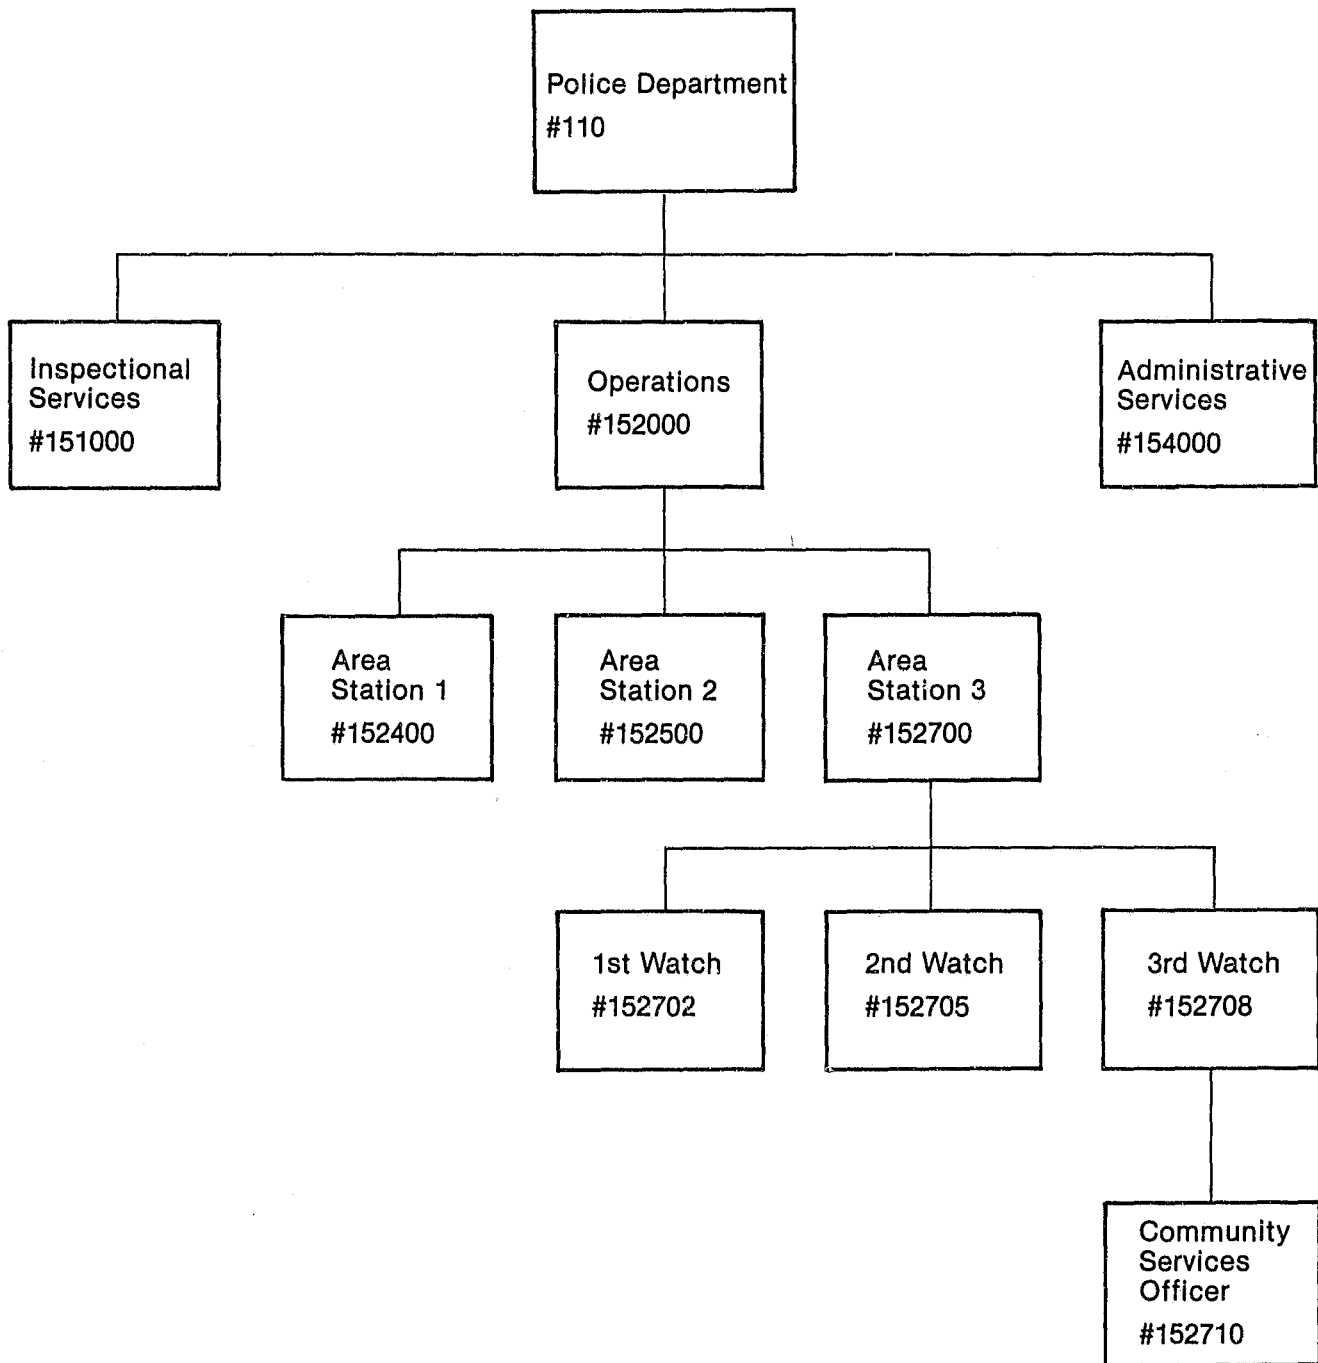 Police Department
#110
Inspectional
Services
#151000
Operations
#152000
Administrative
Services
#154000
Area
Station 1
#152400
Area
Station 2
#152500
Area
Station 3
#152700
1st Watch
#152702
2nd Watch
#152705
3rd Watch
#152708
Community
Services
Officer
#152710